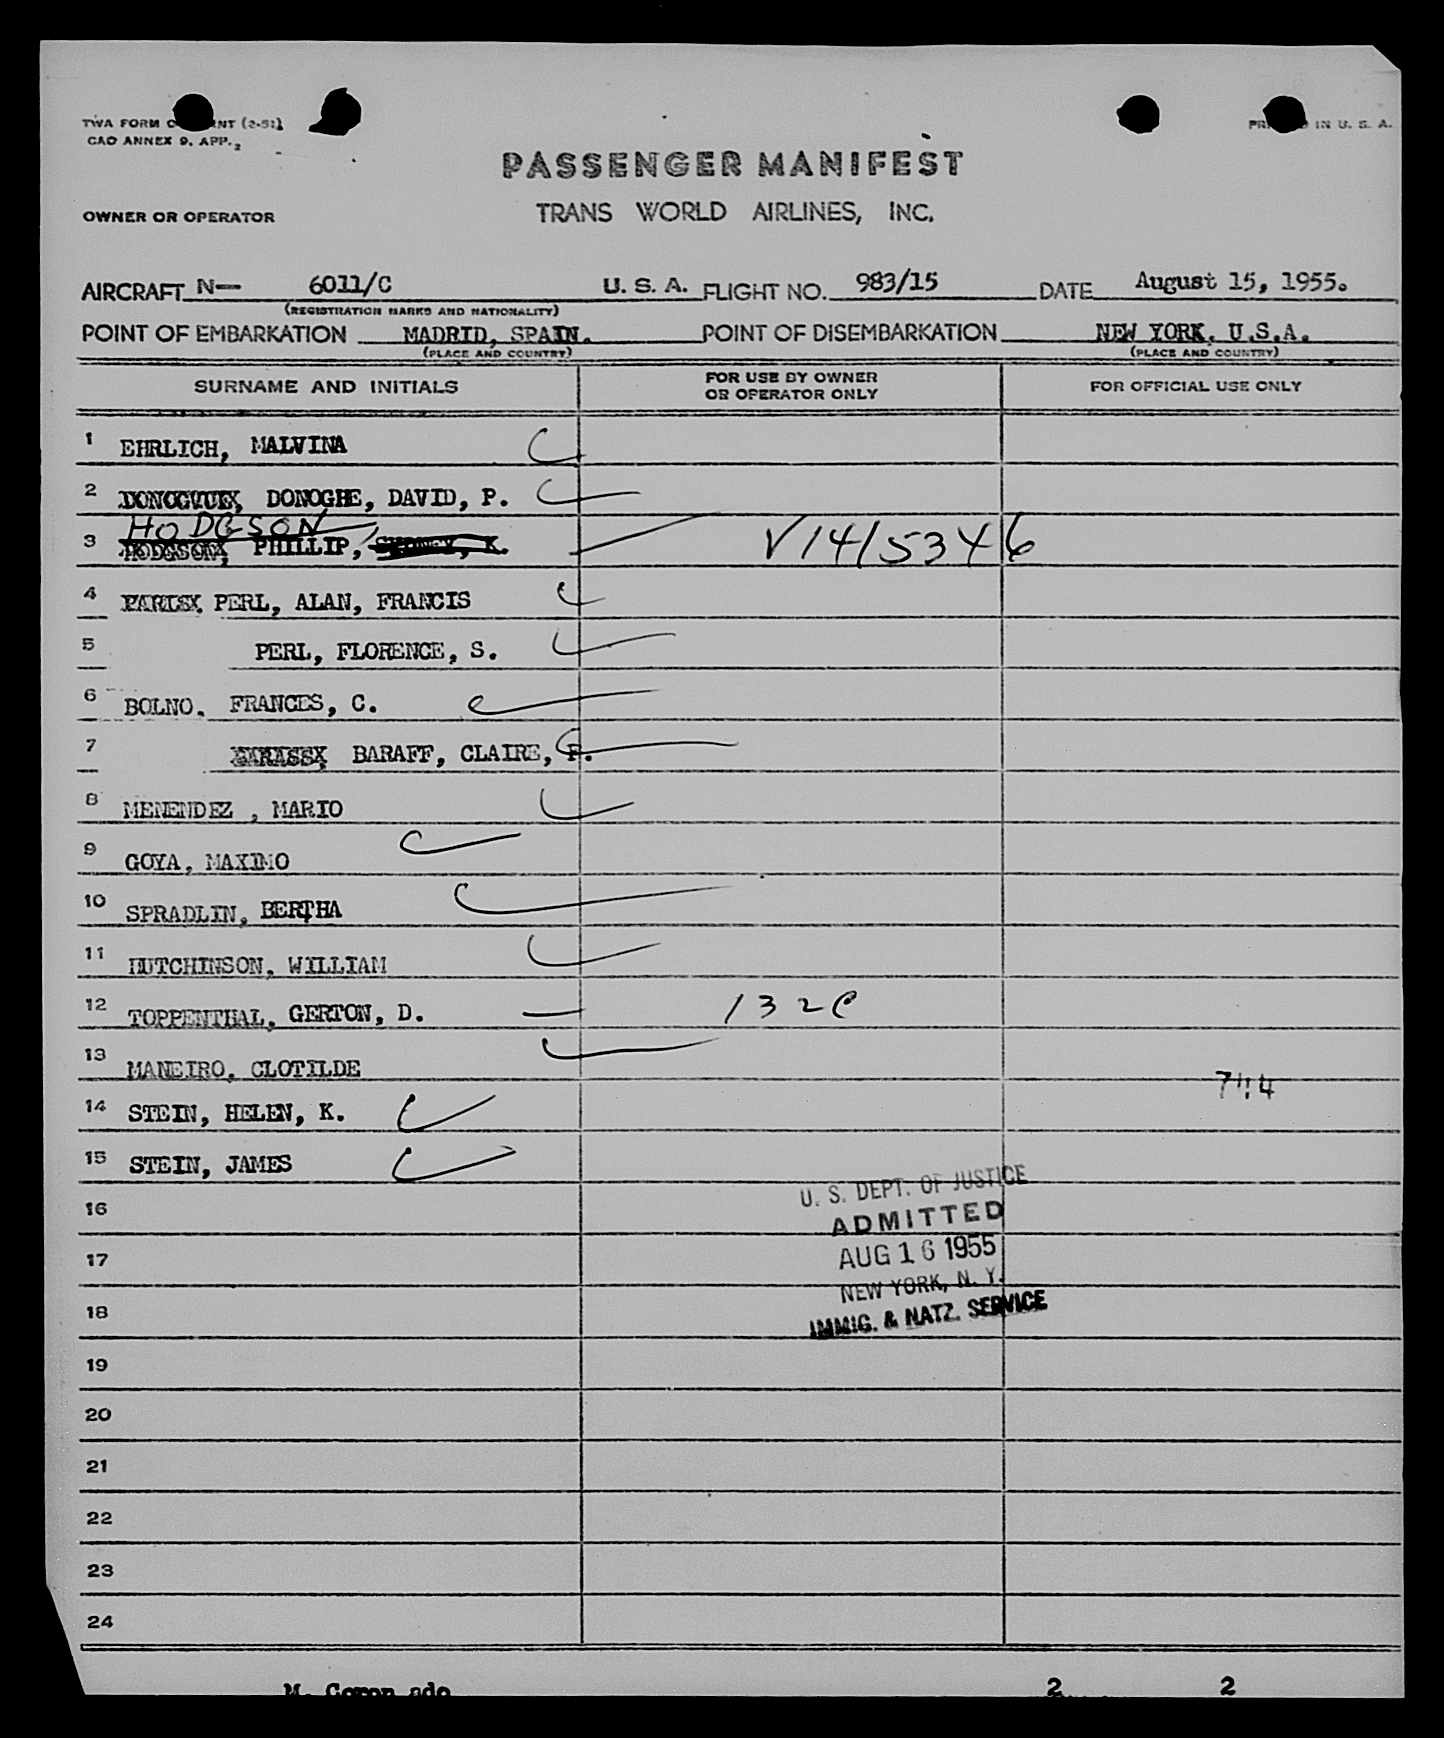 TWA FORM C NT (2-51)
CAO ANNEX 9. APP. 2
IN U. S. A.
PASSENGER MANIFEST
OWNER OR OPERATOR TRANS WORLD AIRLINES, INC.
AIRCRAFT N— 6011/C U. S. A. FLIGHT NO. 983/15 DATE August 15, 1955.
(REGISTRATION MARKS AND NATIONALITY)
POINT OF EMBARKATION MADRID, SPAIN. POINT OF DISEMBARKATION NEW YORK, U.S.A.
(PLACE AND COUNTRY) (PLACE AND COUNTRY)
SURNAME AND INITIALS FOR USE BY OWNER OR OPERATOR ONLY FOR OFFICIAL USE ONLY
1 EHRLICH, MALVINA
2 DONOGHE, DAVID, P.
HODGSON
3 PHILLIP, V1415346
4 PERL, ALAN, FRANCIS
5 PERL, FLORENCE, S.
6 BOLNO, FRANCES, C.
7 BARAFF, CLAIRE, F.
8 MENENDEZ , MARIO
9 GOYA, MAXIMO
10 SPRADLIN, BERTHA
11 HUTCHINSON, WILLIAM
12 TOPPENTHAL, GERTON, D. 132C
13 MANEIRO, CLOTILDE
14 STEIN, HELEN, K.
15 STEIN, JAMES
16
17
18
19
20
21
22
23
24
U. S. DEPT. OF JUSTICE
ADMITTED
AUG 16 1955
NEW YORK, N. Y.
IMMIG. & NATZ. SERVICE
2 2